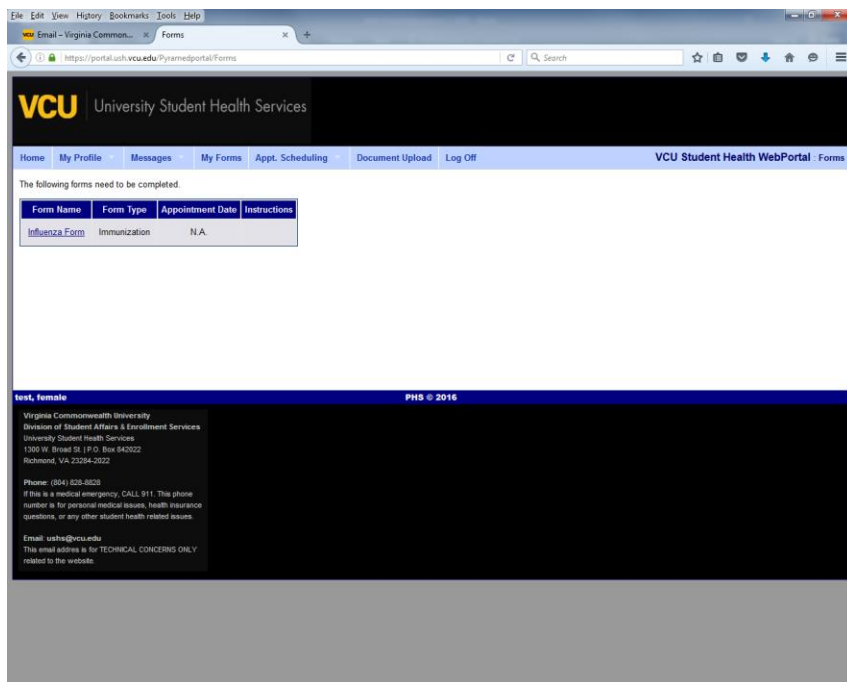 File Edit View History Bookmarks Tools Help
VCU Email – Virginia Common... × Forms × +
https://portal.ush.vcu.edu/Pyramedportal/Forms Search
VCU University Student Health Services
Home My Profile Messages My Forms Appt. Scheduling Document Upload Log Off VCU Student Health WebPortal : Forms
The following forms need to be completed.
Form Name Form Type Appointment Date Instructions
Influenza Form Immunization N.A.
test, female PHS © 2016
Virginia Commonwealth University
Division of Student Affairs & Enrollment Services
University Student Health Services
1300 W. Broad St. | P.O. Box 842022
Richmond, VA 23284-2022
Phone: (804) 828-8828
If this is a medical emergency, CALL 911. This phone
number is for personal medical issues, health insurance
questions, or any other student health related issues.
Email: ushs@vcu.edu
This email addres is for TECHNICAL CONCERNS ONLY
related to the website.